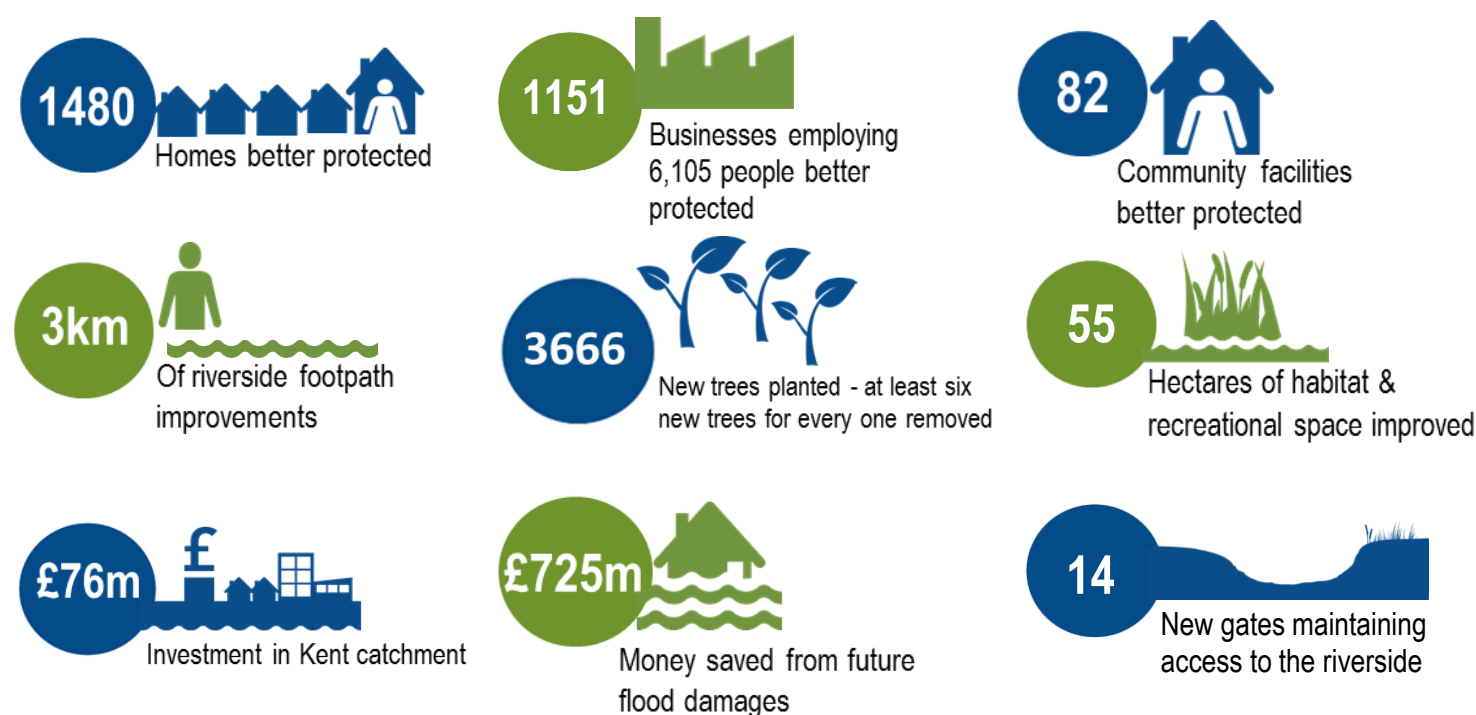 1480
Homes better protected
1151
Businesses employing
6,105 people better
protected
82
Community facilities
better protected
3km
Of riverside footpath
improvements
3666
New trees planted - at least six
new trees for every one removed
55
Hectares of habitat &
recreational space improved
£76m
£
Investment in Kent catchment
£725m
Money saved from future
flood damages
14
New gates maintaining
access to the riverside